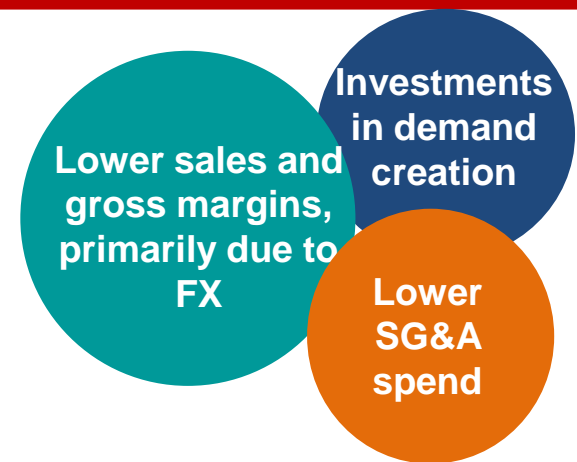 Investments
in demand
creation
Lower sales and
gross margins,
primarily due to
FX
Lower
SG&A
spend